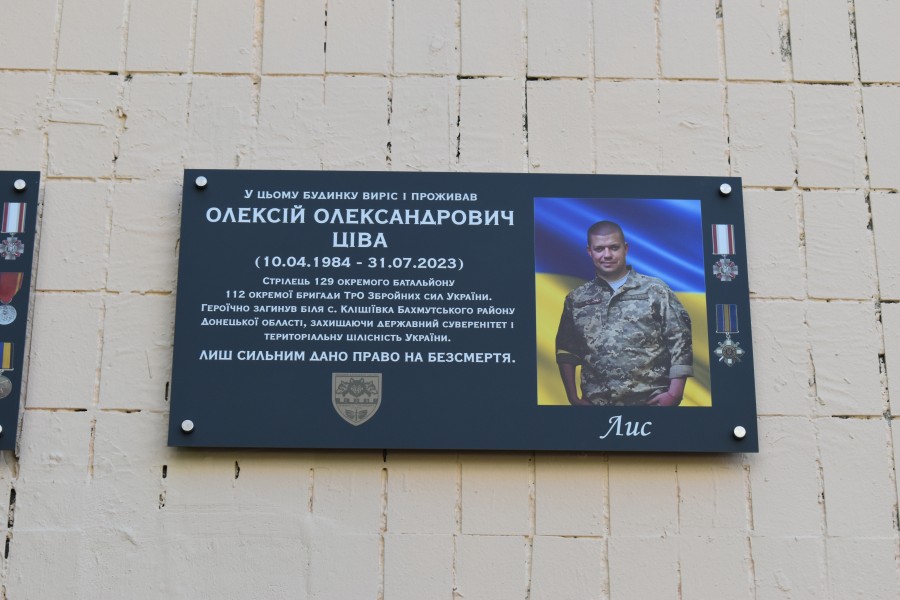 У ЦЬОМУ БУДИНКУ ВИРІС І ПРОЖИВАВ
ОЛЕКСІЙ ОЛЕКСАНДРОВИЧ
ЦІВА
(10.04.1984 - 31.07.2023)
СТРІЛЕЦЬ 129 ОКРЕМОГО БАТАЛЬЙОНУ
112 ОКРЕМОЇ БРИГАДИ ТРО ЗБРОЙНИХ СИЛ УКРАЇНИ.
ГЕРОЇЧНО ЗАГИНУВ БІЛЯ С. КЛІЩІЇВКА БАХМУТСЬКОГО РАЙОНУ
ДОНЕЦЬКОЇ ОБЛАСТІ, ЗАХИЩАЮЧИ ДЕРЖАВНИЙ СУВЕРЕНІТЕТ І
ТЕРИТОРІАЛЬНУ ЦІЛІСНІСТЬ УКРАЇНИ.
ЛИШ СИЛЬНИМ ДАНО ПРАВО НА БЕЗСМЕРТЯ.
Лис